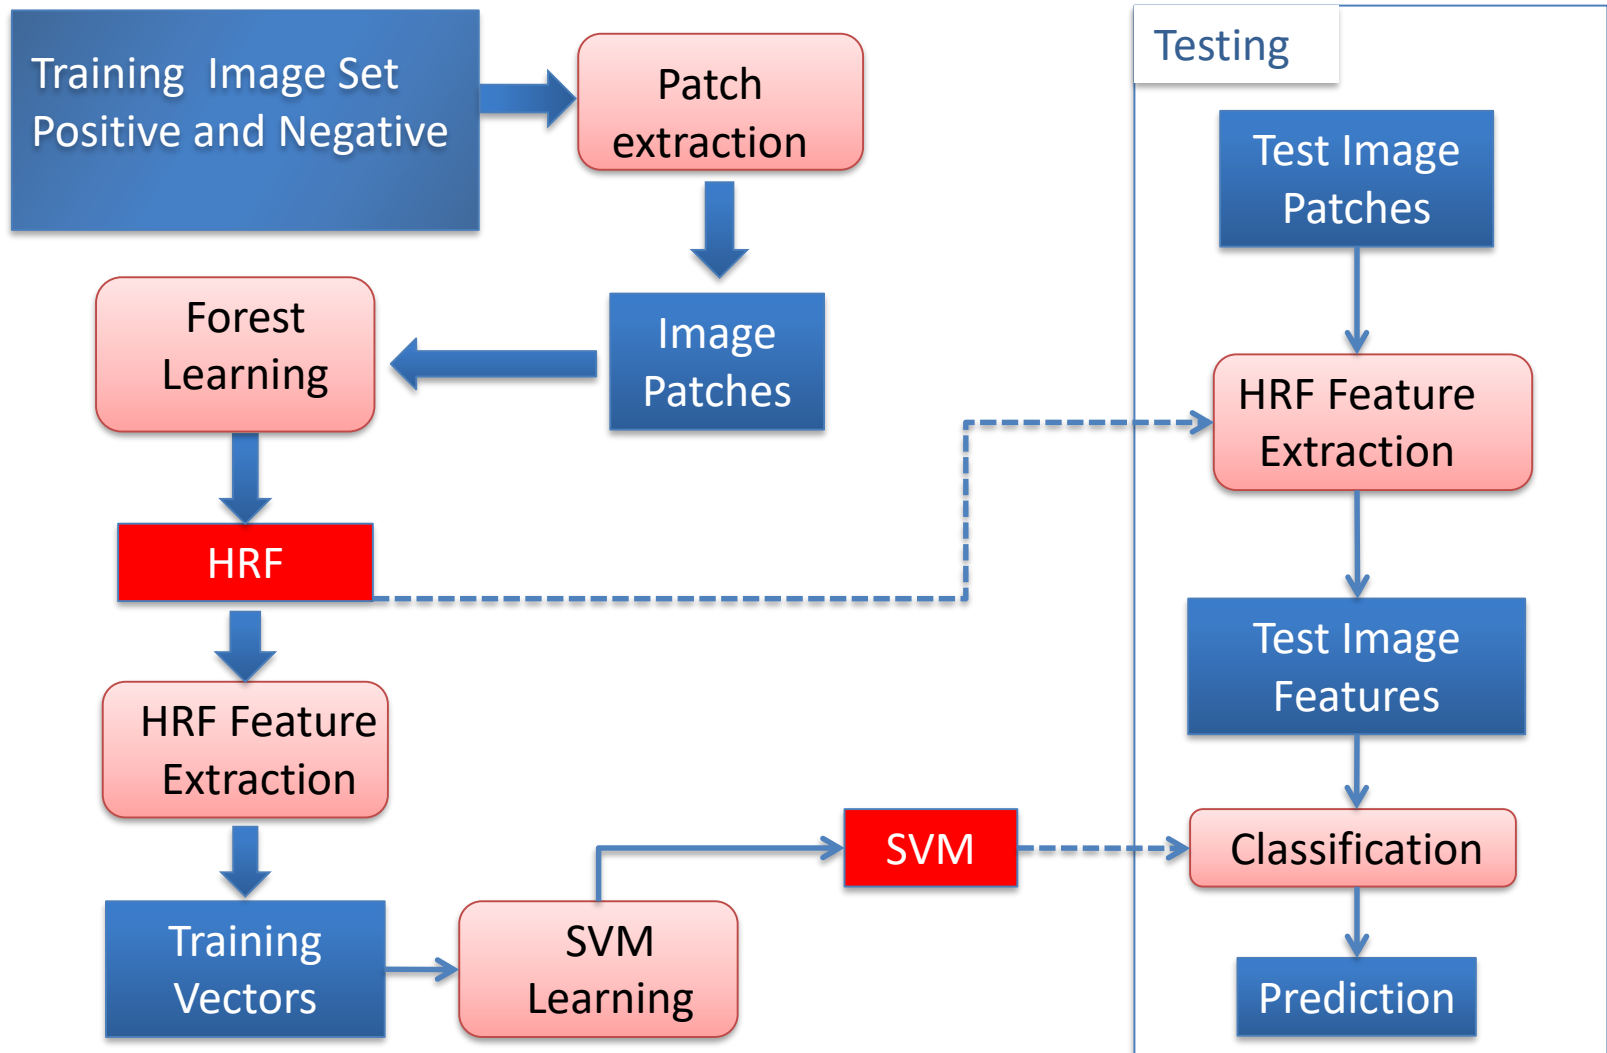 Training  Image Set
Positive and Negative
Patch
extraction
Image
Patches
Forest
Learning
HRF
HRF Feature
Extraction
Training
Vectors
SVM
Learning
SVM
Testing
Test Image
Patches
HRF Feature
Extraction
Test Image
Features
Classification
Prediction